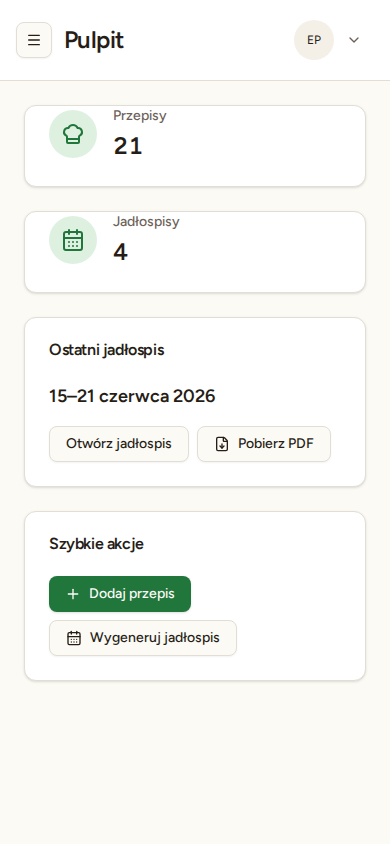 Pulpit
EP
Przepisy
21
Jadłospisy
4
Ostatni jadłospis
15–21 czerwca 2026
Otwórz jadłospis
Pobierz PDF
Szybkie akcje
Dodaj przepis
Wygeneruj jadłospis